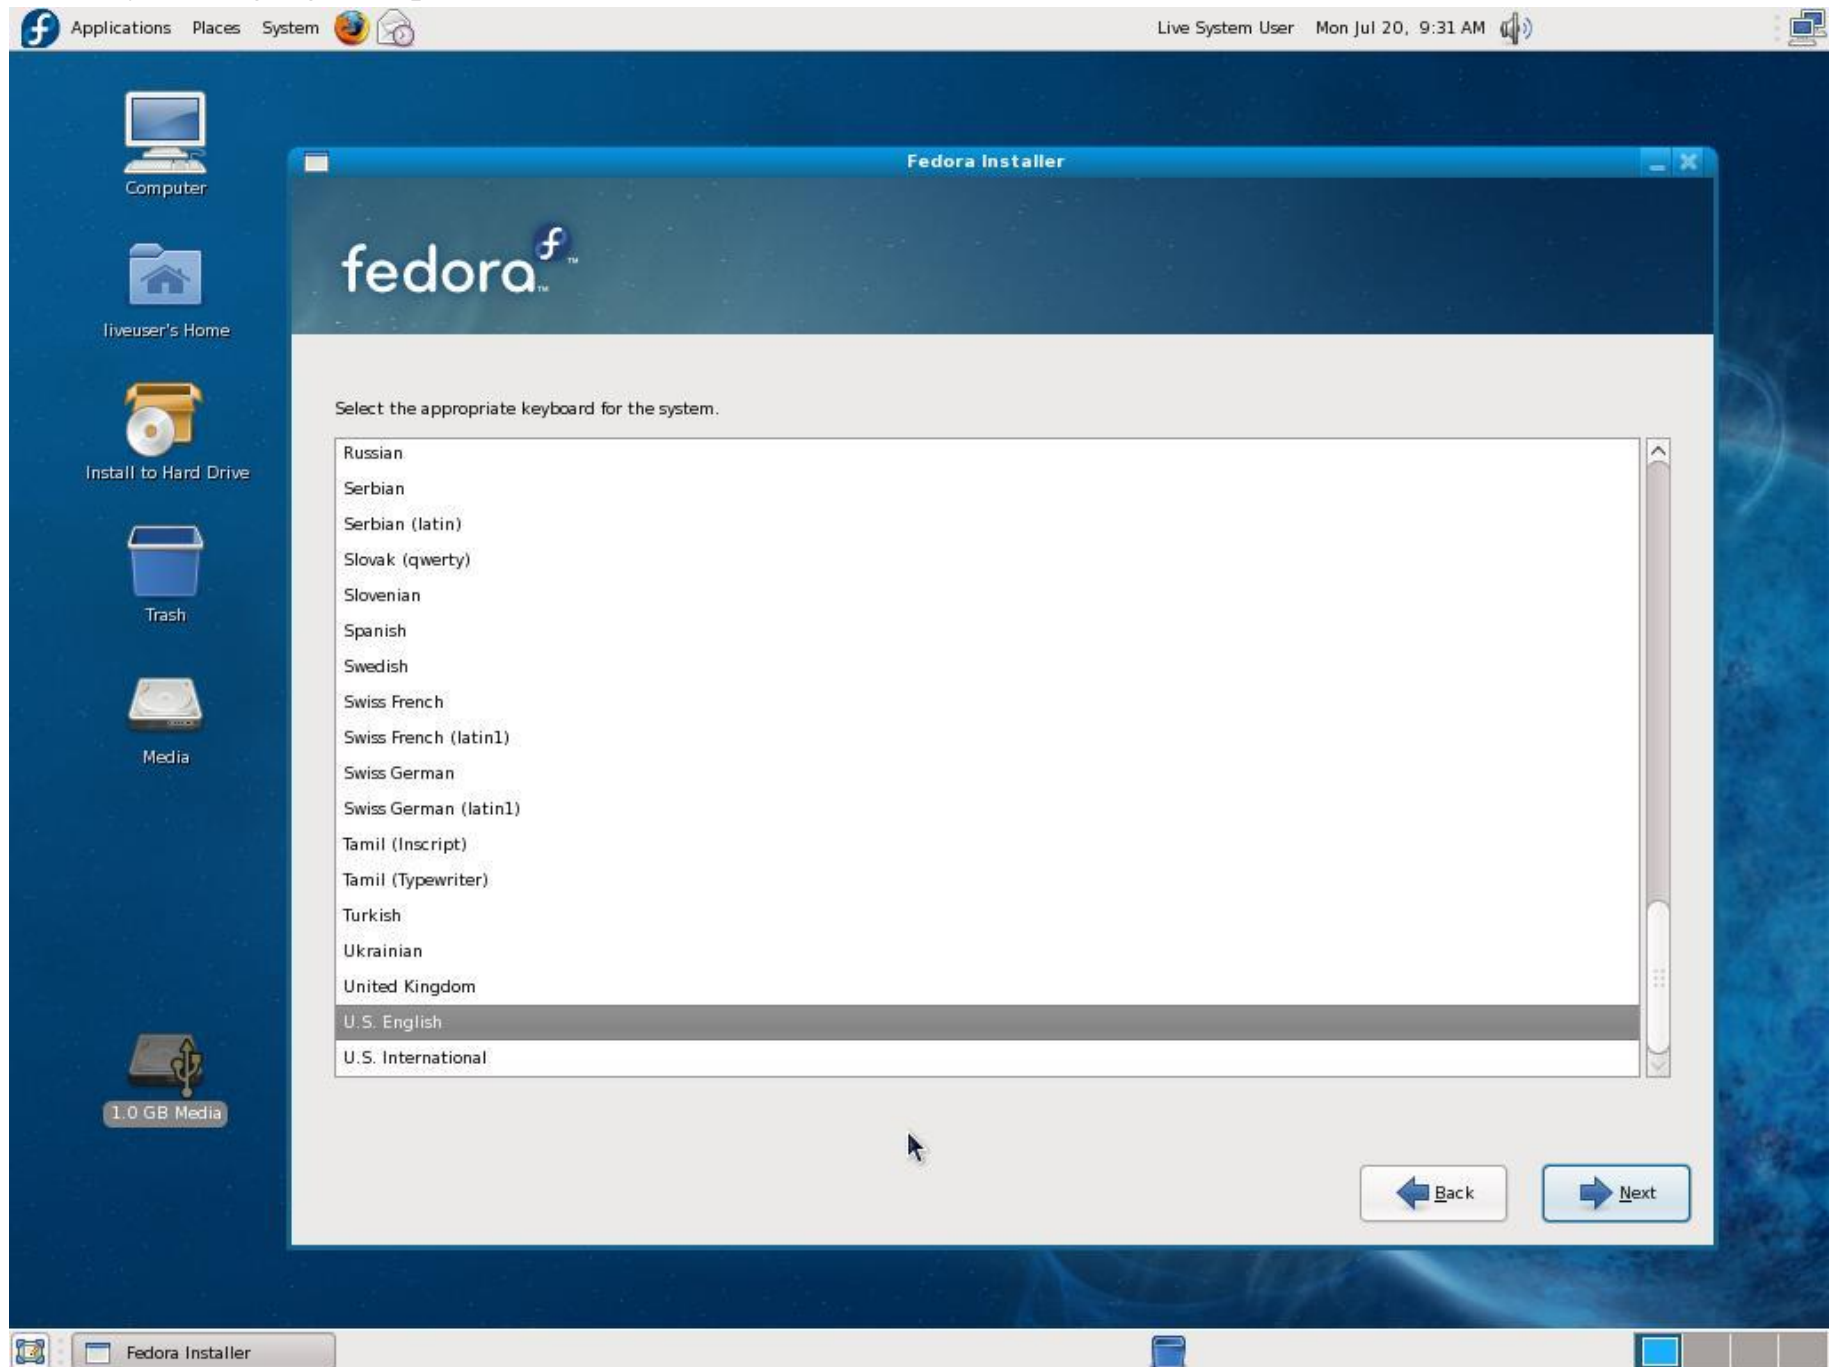 Applications Places System
Live System User Mon Jul 20, 9:31 AM
Computer
liveuser's Home
Install to Hard Drive
Trash
Media
1.0 GB Media
Fedora Installer
fedora f ™
Select the appropriate keyboard for the system.
Russian
Serbian
Serbian (latin)
Slovak (qwerty)
Slovenian
Spanish
Swedish
Swiss French
Swiss French (latin1)
Swiss German
Swiss German (latin1)
Tamil (Inscript)
Tamil (Typewriter)
Turkish
Ukrainian
United Kingdom
U.S. English
U.S. International
Back
Next
Fedora Installer